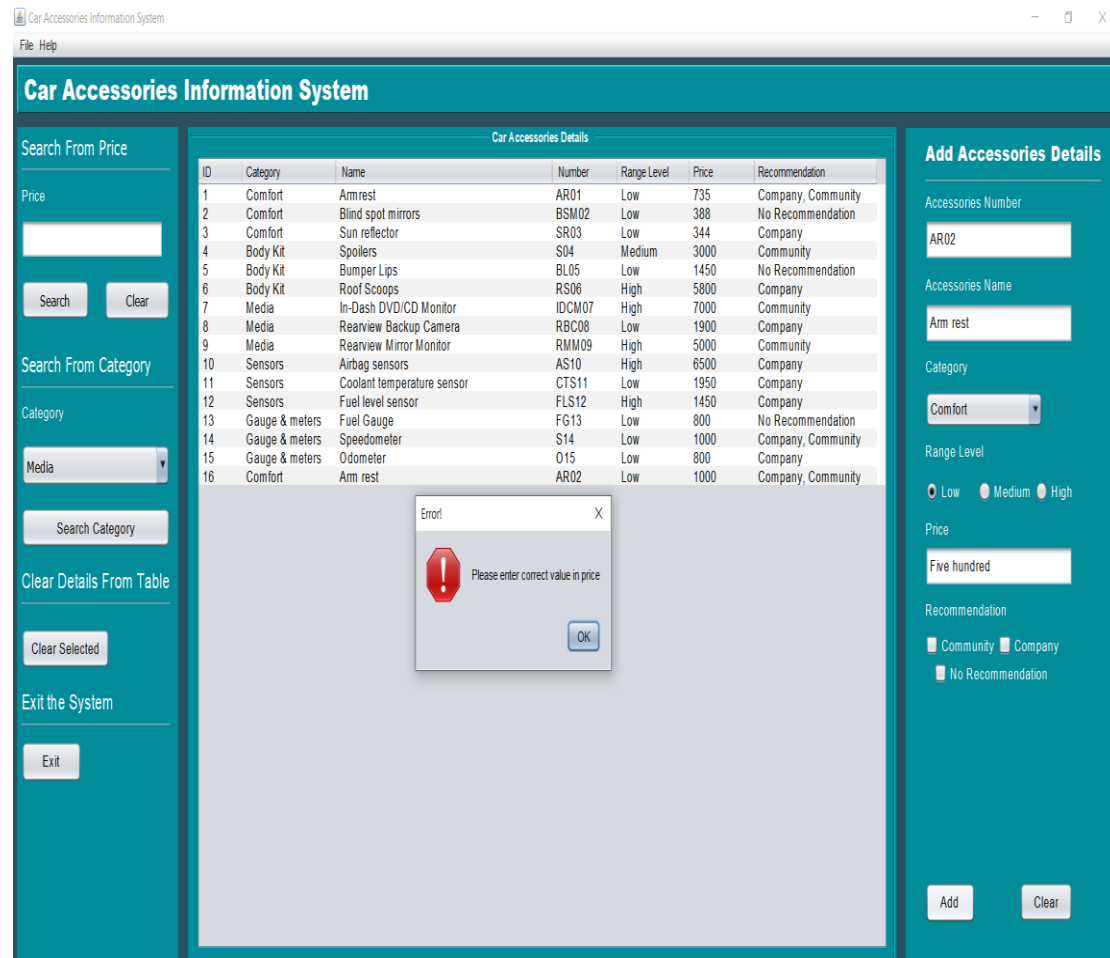 Car Accessories Information System
File Help
Car Accessories Information System
Search From Price
Price
Search Clear
Search From Category
Category
Media
Search Category
Clear Details From Table
Clear Selected
Exit the System
Exit
Car Accessories Details
ID Category Name Number Range Level Price Recommendation
1 Comfort Armrest AR01 Low 735 Company, Community
2 Comfort Blind spot mirrors BSM02 Low 388 No Recommendation
3 Comfort Sun reflector SR03 Low 344 Company
4 Body Kit Spoilers S04 Medium 3000 Community
5 Body Kit Bumper Lips BL05 Low 1450 No Recommendation
6 Body Kit Roof Scoops RS06 High 5800 Company
7 Media In-Dash DVD/CD Monitor IDCM07 High 7000 Community
8 Media Rearview Backup Camera RBC08 Low 1900 Company
9 Media Rearview Mirror Monitor RMM09 High 5000 Community
10 Sensors Airbag sensors AS10 High 6500 Company
11 Sensors Coolant temperature sensor CTS11 Low 1950 Company
12 Sensors Fuel level sensor FLS12 High 1450 Company
13 Gauge & meters Fuel Gauge FG13 Low 800 No Recommendation
14 Gauge & meters Speedometer S14 Low 1000 Company, Community
15 Gauge & meters Odometer O15 Low 800 Company
16 Comfort Arm rest AR02 Low 1000 Company, Community
Error! X
Please enter correct value in price
OK
Add Accessories Details
Accessories Number
AR02
Accessories Name
Arm rest
Category
Comfort
Range Level
Low Medium High
Price
Five hundred
Recommendation
Community Company
No Recommendation
Add Clear